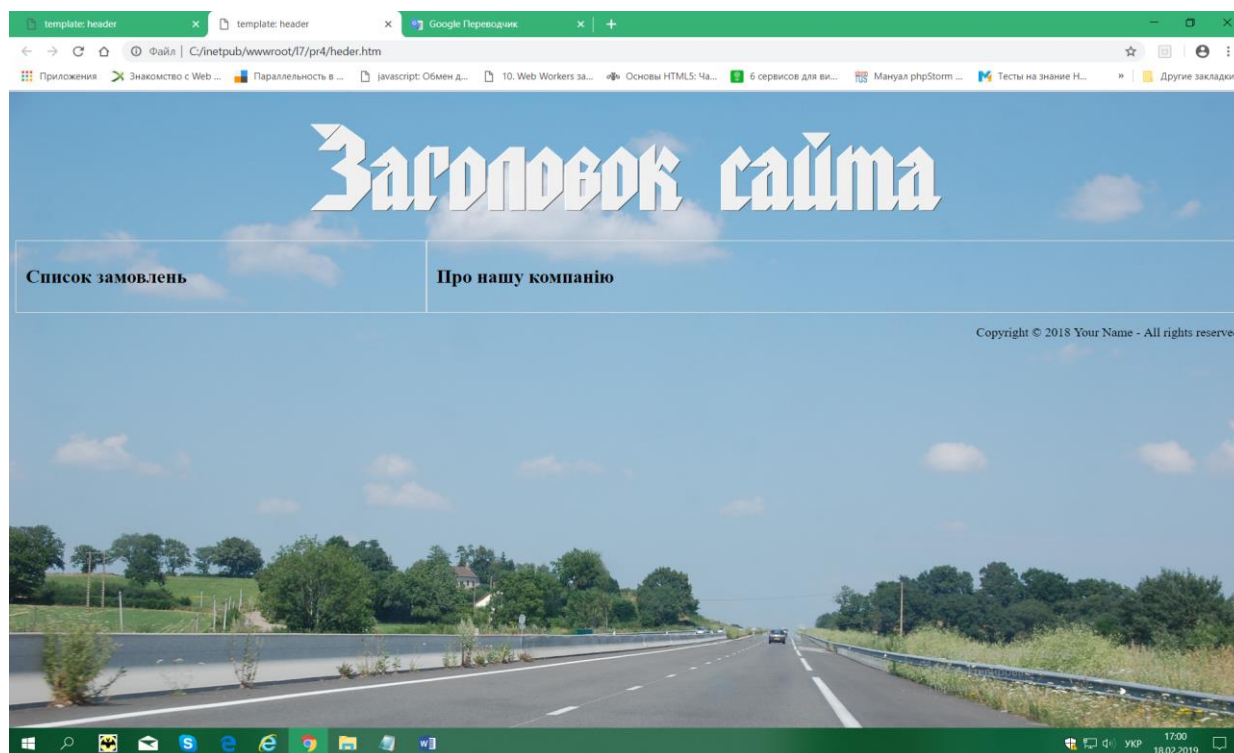 template: header
template: header
Google Переводчик
Файл | C:/inetpub/wwwroot/l7/pr4/heder.htm
Приложения
Знакомство с Web ...
Параллельность в ...
javascript: Обмен д...
10. Web Workers за...
Основы HTML5: Ча...
6 сервисов для ви...
Мануал phpStorm ...
Тесты на знание H...
»
Другие закладки
Заголовок сайта
Список замовлень
Про нашу компанію
Copyright © 2018 Your Name - All rights reserve
УКР
17:00
18.02.2019